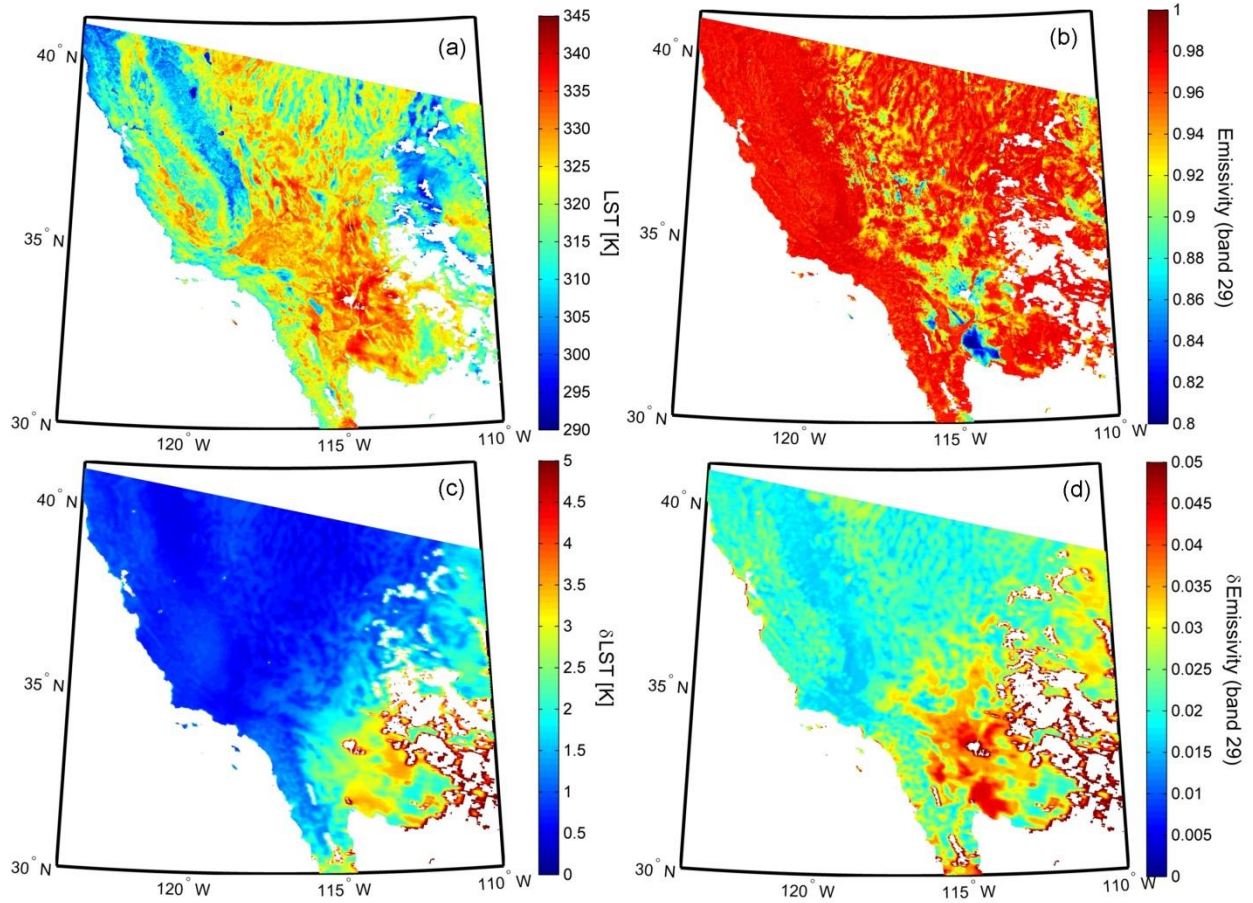 (a)
40° N
35° N
30° N
120° W
115° W
110° W
345
340
335
330
325
320
315
310
305
300
295
290
LST [K]
(b)
40° N
35° N
30° N
120° W
115° W
110° W
1
0.98
0.96
0.94
0.92
0.9
0.88
0.86
0.84
0.82
0.8
Emissivity (band 29)
(c)
40° N
35° N
30° N
120° W
115° W
110° W
5
4.5
4
3.5
3
2.5
2
1.5
1
0.5
0
δLST [K]
(d)
40° N
35° N
30° N
120° W
115° W
110° W
0.05
0.045
0.04
0.035
0.03
0.025
0.02
0.015
0.01
0.005
0
δEmissivity (band 29)